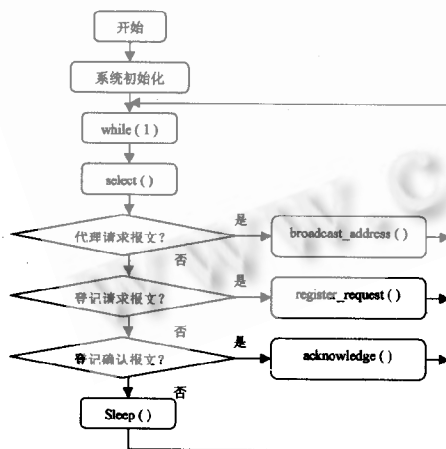 开始
系统初始化
while ( 1 )
select ( )
代理请求报文?
是
broadcast_address ( )
否
登记请求报文?
是
register_request ( )
否
登记确认报文?
是
acknowledge ( )
否
Sleep ( )
www.c